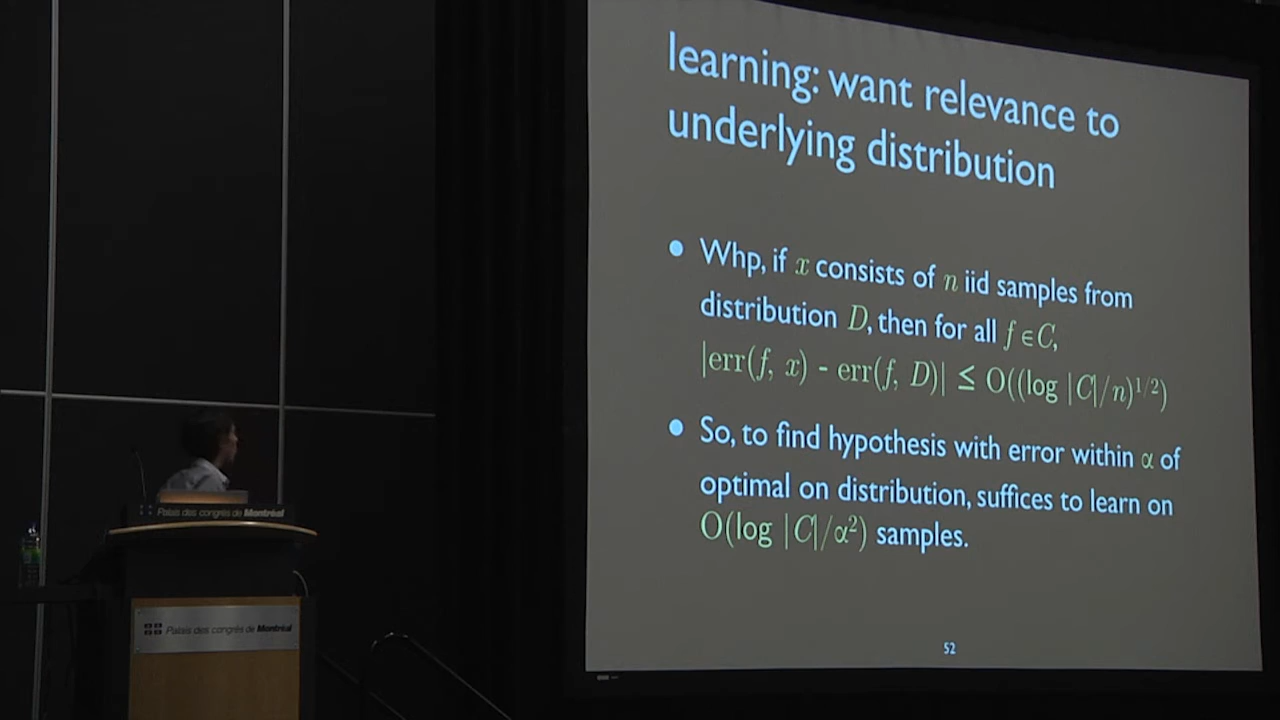 learning: want relevance to
underlying distribution
• Whp, if x consists of n iid samples from
distribution D, then for all f ∈ C,
|err(f, x) - err(f, D)| ≤ O((log |C|/n)^{1/2})
• So, to find hypothesis with error within α of
optimal on distribution, suffices to learn on
O(log |C|/α²) samples.
52
Palais des congrès de Montréal
Palais des congrès de Montréal